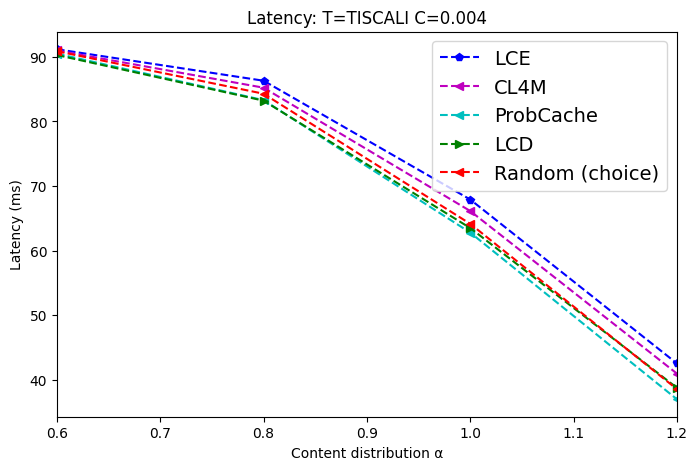 Latency: T=TISCALI C=0.004
LCE
CL4M
ProbCache
LCD
Random (choice)
Latency (ms)
90
80
70
60
50
40
0.6 0.7 0.8 0.9 1.0 1.1 1.2
Content distribution α